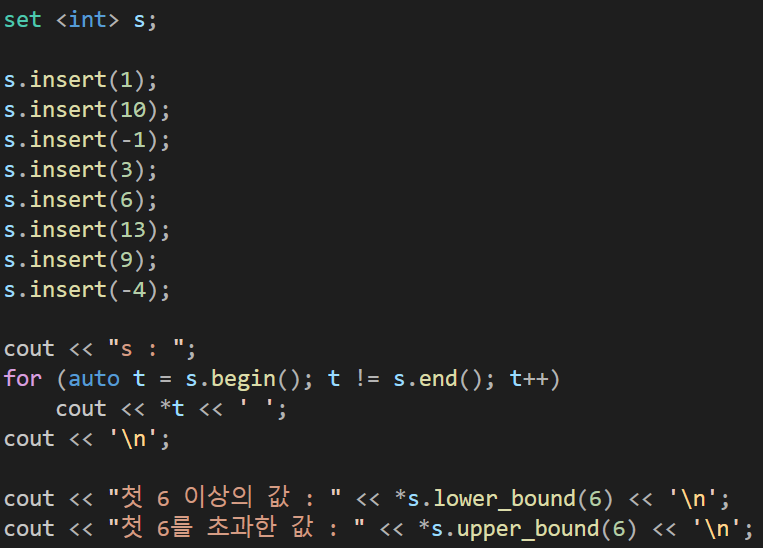 set <int> s;
s.insert(1);
s.insert(10);
s.insert(-1);
s.insert(3);
s.insert(6);
s.insert(13);
s.insert(9);
s.insert(-4);
cout << "s : ";
for (auto t = s.begin(); t != s.end(); t++)
    cout << *t << ' ';
cout << '\n';
cout << "첫 6 이상의 값 : " << *s.lower_bound(6) << '\n';
cout << "첫 6를 초과한 값 : " << *s.upper_bound(6) << '\n';